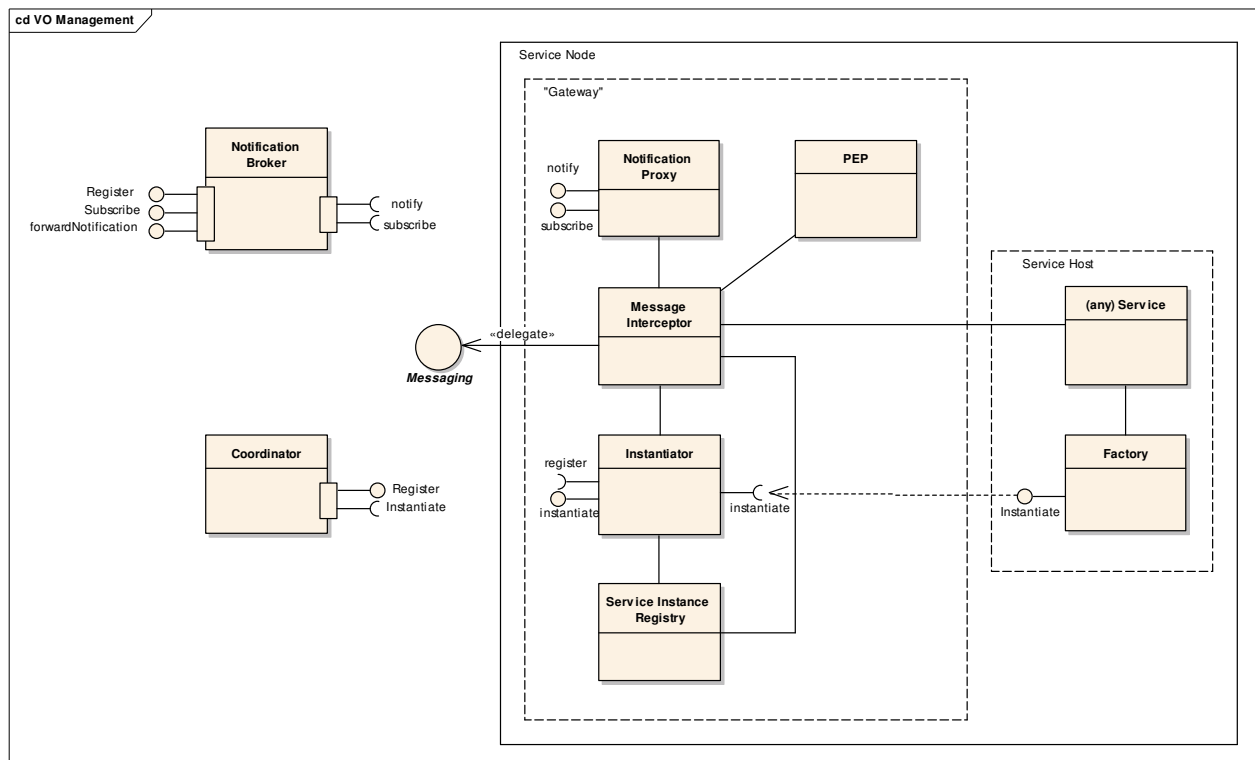 cd VO Management
Service Node
"Gateway"
Notification
Broker
Register
Subscribe
forwardNotification
notify
subscribe
Notification
Proxy
notify
subscribe
PEP
Service Host
(any) Service
Message
Interceptor
«delegate»
Messaging
Coordinator
Register
Instantiate
Instantiator
register
instantiate
instantiate
Factory
Instantiate
Service Instance
Registry